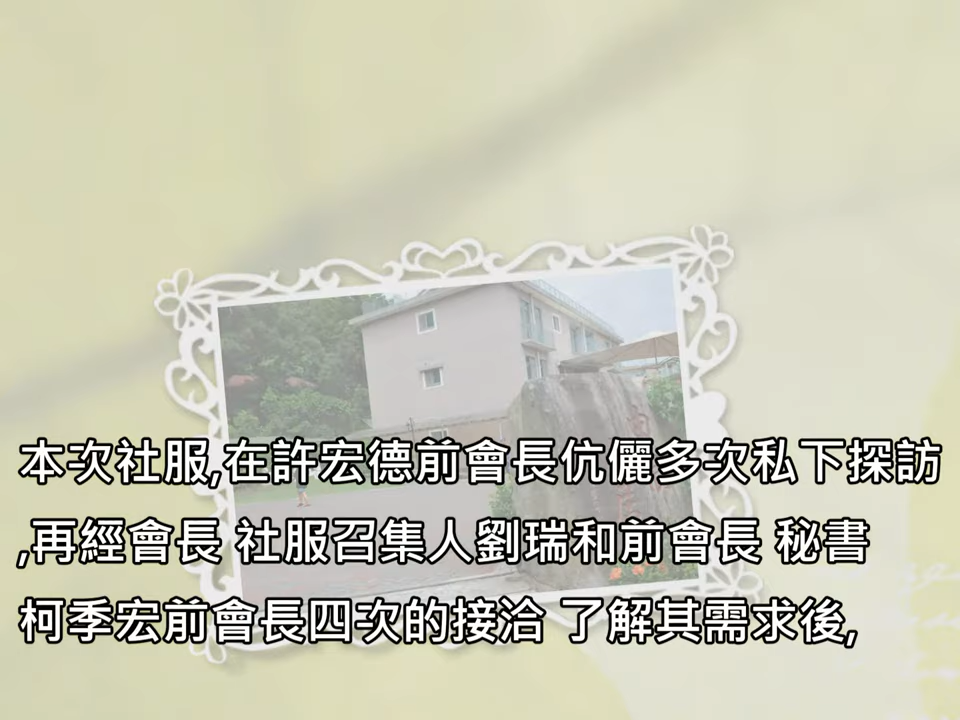 本次社服,在許宏德前會長伉儷多次私下探訪
,再經會長 社服召集人劉瑞和前會長 秘書
柯季宏前會長四次的接洽 了解其需求後,